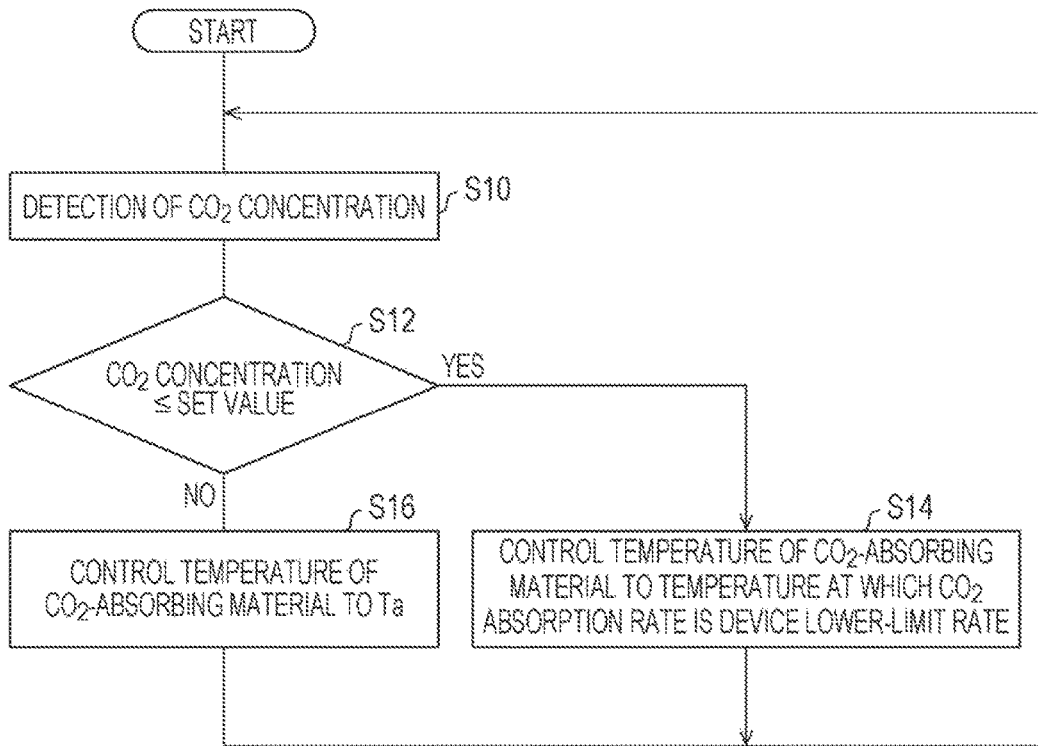 START
DETECTION OF CO₂ CONCENTRATION
S10
S12
CO₂ CONCENTRATION
≤ SET VALUE
YES
NO
S16
CONTROL TEMPERATURE OF
CO₂-ABSORBING MATERIAL TO Ta
S14
CONTROL TEMPERATURE OF CO₂-ABSORBING
MATERIAL TO TEMPERATURE AT WHICH CO₂
ABSORPTION RATE IS DEVICE LOWER-LIMIT RATE